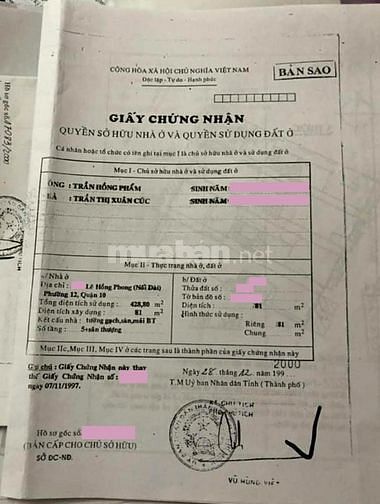 CỘNG HÒA XÃ HỘI CHỦ NGHĨA VIỆT NAM
Độc lập - Tự do - Hạnh phúc
BẢN SAO
Hồ sơ gốc số
GIẤY CHỨNG NHẬN
QUYỀN SỞ HỮU NHÀ Ở VÀ QUYỀN SỬ DỤNG ĐẤT Ở
Cá nhân hoặc tổ chức có tên ghi tại mục I là chủ sở hữu nhà ở và sử dụng đất ở
Mục I - Chủ sở hữu nhà ở và sử dụng đất ở
ÔNG : TRẦN HỒNG PHẨM SINH NĂM
BÀ : TRẦN THỊ XUÂN CÚC SINH NĂM
muaban.net
Mục II - Thực trạng nhà ở, đất ở
a/ Nhà ở
Địa chỉ : Lê Hồng Phong (Nối Dài)
Phường 12, Quận 10
Tổng diện tích sử dụng : 428,80 m2
Diện tích xây dựng : 81 m2
Kết cấu nhà : tường gạch,sàn,mái BT
Số tầng : 5+sân thượng
b/ Đất ở
Thửa đất số :
Tờ bản đồ số :
Diện tích : 81 m2
Hình thức sử dụng :
Riêng : 81 m2
Chung m2
Mục IIc, Mục III, Mục IV ở các trang sau là thành phần của giấy chứng nhận này
Ghi chú : Giấy Chứng Nhận này thay
thế Giấy Chứng Nhận số :
ngày 07/11/1997.
2000
Ngày 28 tháng 12 năm 199
T.M Uỷ ban Nhân dân Tỉnh (Thành phố)
CHỦ TỊCH
Hồ sơ gốc số
(BẢN CẤP CHO CHỦ SỞ HỮU)
SỞ ĐC-NĐ.
VŨ HÙNG VIỆT